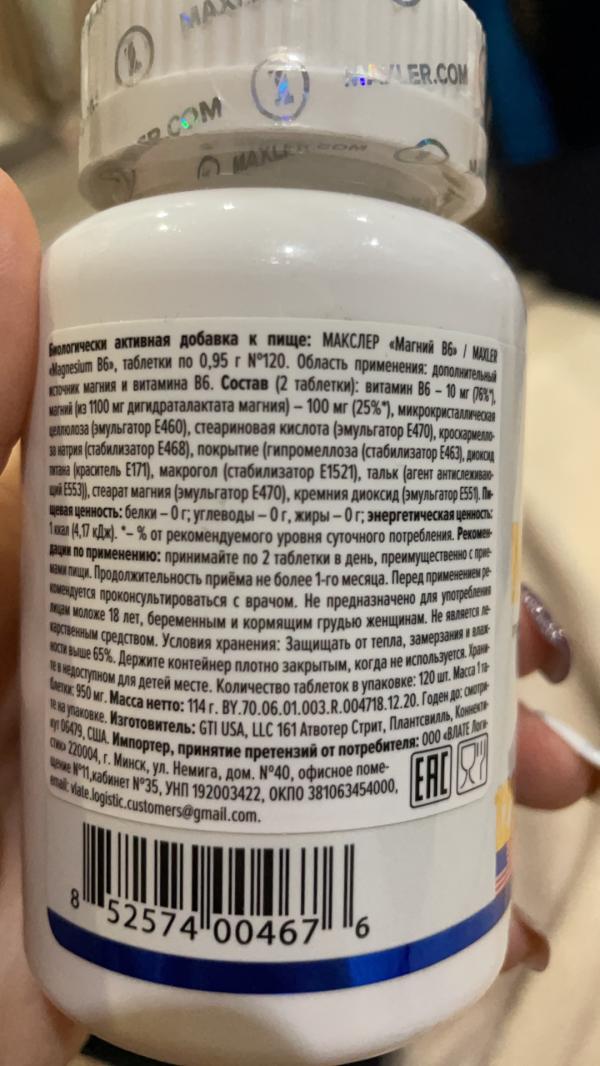 MAXLER.COM
MAXLER.COM
Биологически активная добавка к пище: МАКСЛЕР «Магний В6» / MAXLER
«Magnesium B6», таблетки по 0,95 г №120. Область применения: дополнительный
источник магния и витамина В6. Состав (2 таблетки): витамин В6 – 10 мг (76%*),
магний (из 1100 мг дигидраталактата магния) – 100 мг (25%*), микрокристаллическая
целлюлоза (эмульгатор Е460), стеариновая кислота (эмульгатор Е470), кроскармелло-
за натрия (стабилизатор Е468), покрытие (гипромеллоза (стабилизатор Е463), диоксид
титана (краситель Е171), макрогол (стабилизатор Е1521), тальк (агент антислеживаю-
щий Е553)), стеарат магния (эмульгатор Е470), кремния диоксид (эмульгатор Е551). Пи-
щевая ценность: белки – 0 г; углеводы – 0 г, жиры – 0 г; энергетическая ценность:
1 ккал (4,17 кДж). *– % от рекомендуемого уровня суточного потребления. Рекомен-
дации по применению: принимайте по 2 таблетки в день, преимущественно с прие-
мами пищи. Продолжительность приёма не более 1-го месяца. Перед применением ре-
комендуется проконсультироваться с врачом. Не предназначено для употребления
лицам моложе 18 лет, беременным и кормящим грудью женщинам. Не является ле-
карственным средством. Условия хранения: Защищать от тепла, замерзания и влаж-
ности выше 65%. Держите контейнер плотно закрытым, когда не используется. Храни-
те в недоступном для детей месте. Количество таблеток в упаковке: 120 шт. Масса 1 та-
блетки: 950 мг. Масса нетто: 114 г. BY.70.06.01.003.R.004718.12.20. Годен до: смотри-
те на упаковке. Изготовитель: GTI USA, LLC 161 Атвотер Стрит, Плантсвилль, Коннекти-
кут 06479, США. Импортер, принятие претензий от потребителя: ООО «ВЛАТЕ Логи-
стик» 220004, г. Минск, ул. Немига, дом. №40, офисное поме-
щение №11,кабинет №35, УНП 192003422, ОКПО 381063454000,
email: vlate.logistic.customers@gmail.com.
EAC
8 52574 00467 6